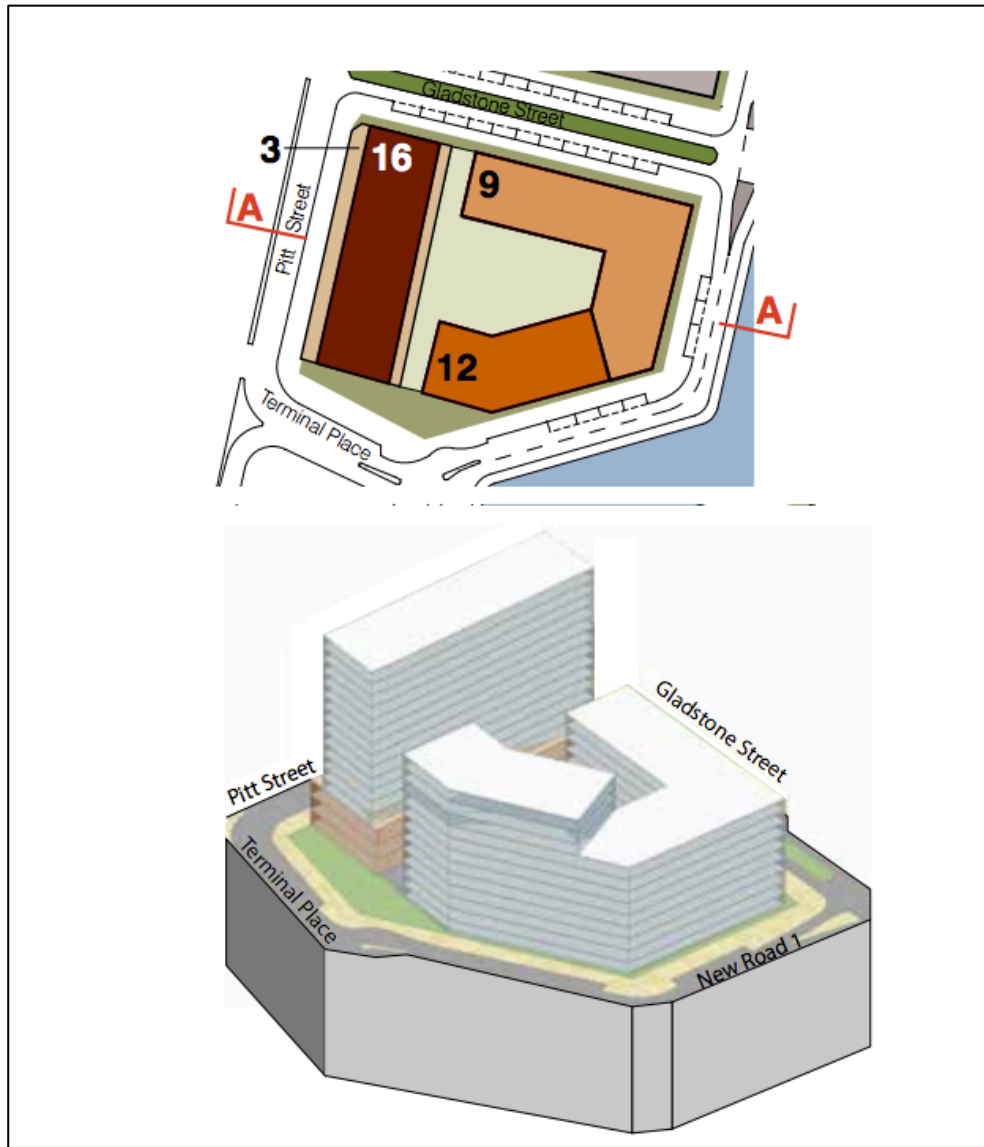 Gladstone Street
3
16
9
A
Pitt Street
A
12
Terminal Place
Gladstone Street
Pitt Street
Terminal Place
New Road 1